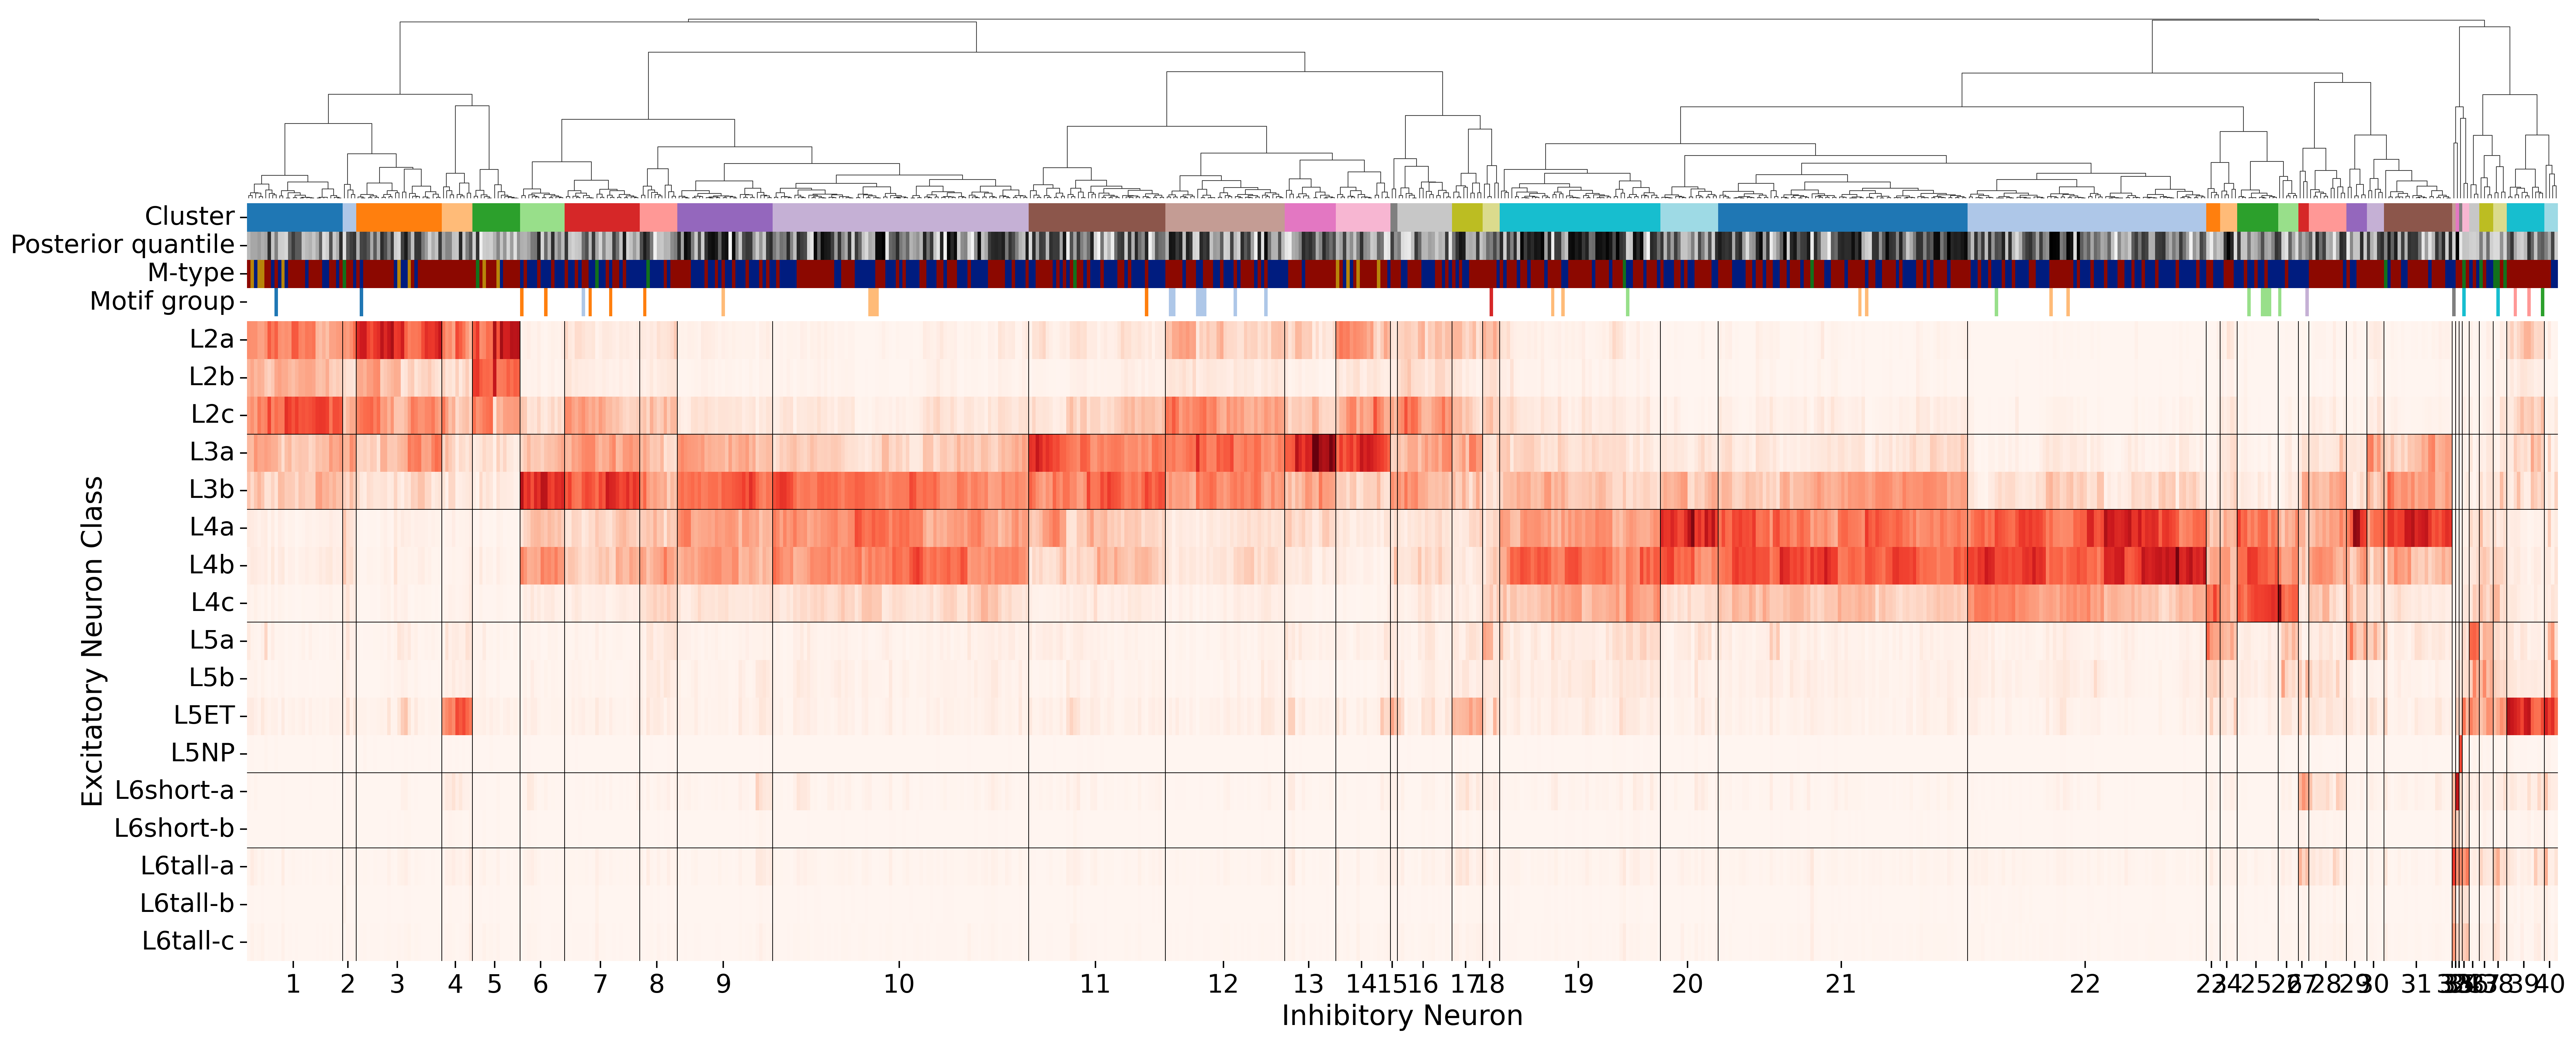 Cluster
Posterior quantile
M-type
Motif group
L2a
L2b
L2c
L3a
L3b
L4a
L4b
L4c
L5a
L5b
L5ET
L5NP
L6short-a
L6short-b
L6tall-a
L6tall-b
L6tall-c
Excitatory Neuron Class
1 2 3 4 5 6 7 8 9 10 11 12 13 14 15 16 17 18 19 20 21 22 23 24 25 26 27 28 29 30 31 38 39 40
Inhibitory Neuron